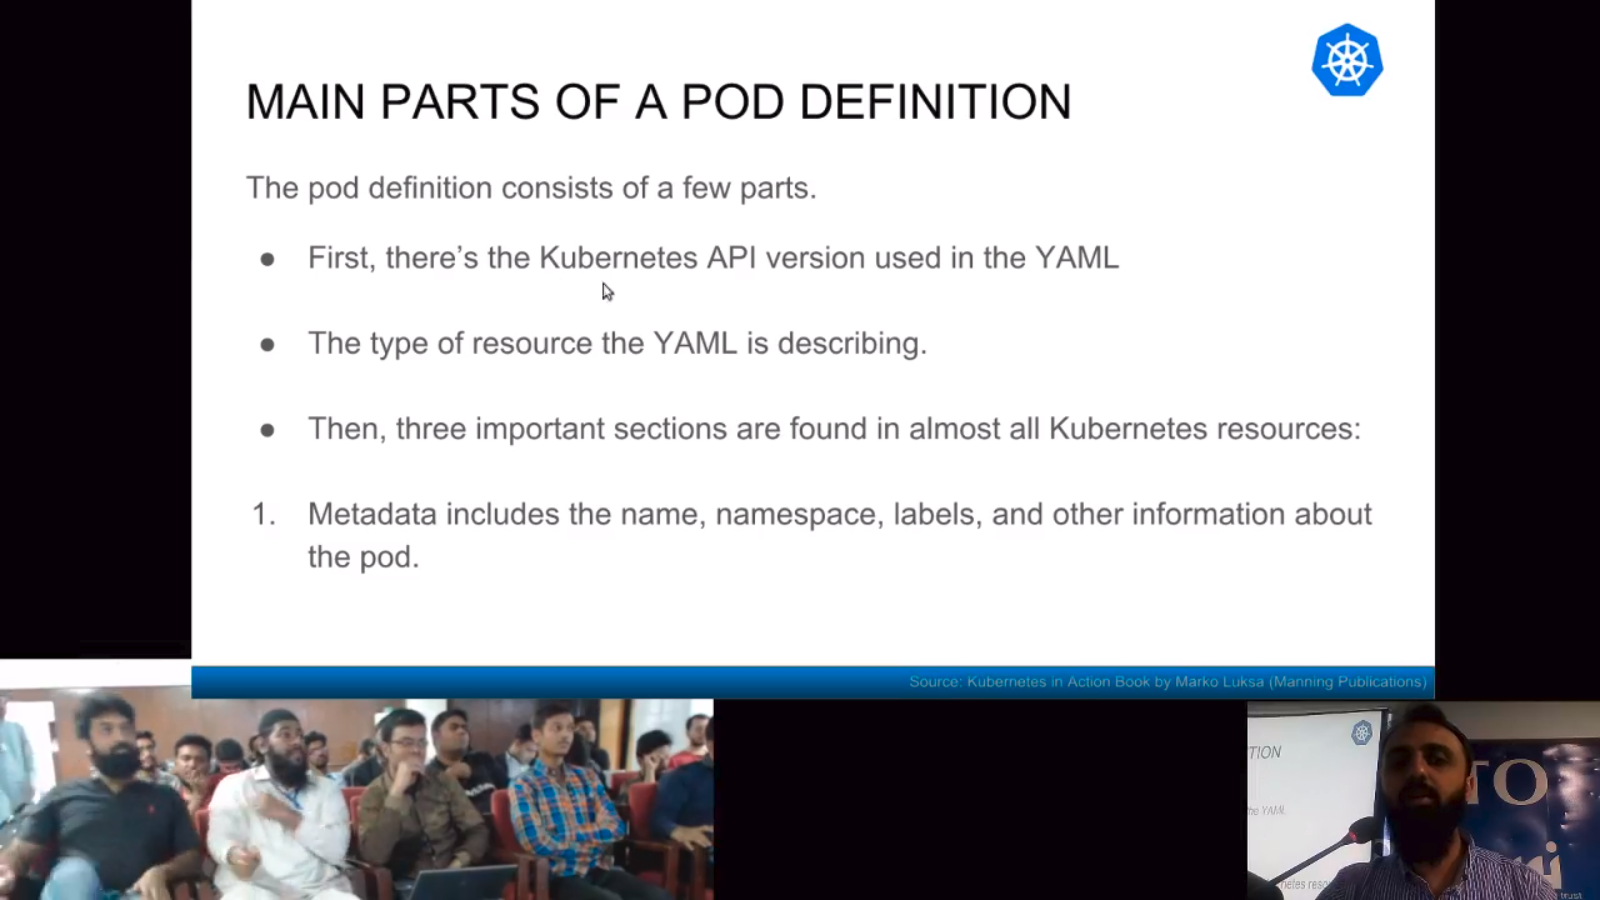 MAIN PARTS OF A POD DEFINITION
The pod definition consists of a few parts.
● First, there’s the Kubernetes API version used in the YAML
● The type of resource the YAML is describing.
● Then, three important sections are found in almost all Kubernetes resources:
1. Metadata includes the name, namespace, labels, and other information about
the pod.
Source: Kubernetes in Action Book by Marko Luksa (Manning Publications)
TION
the YAML
TO
trust